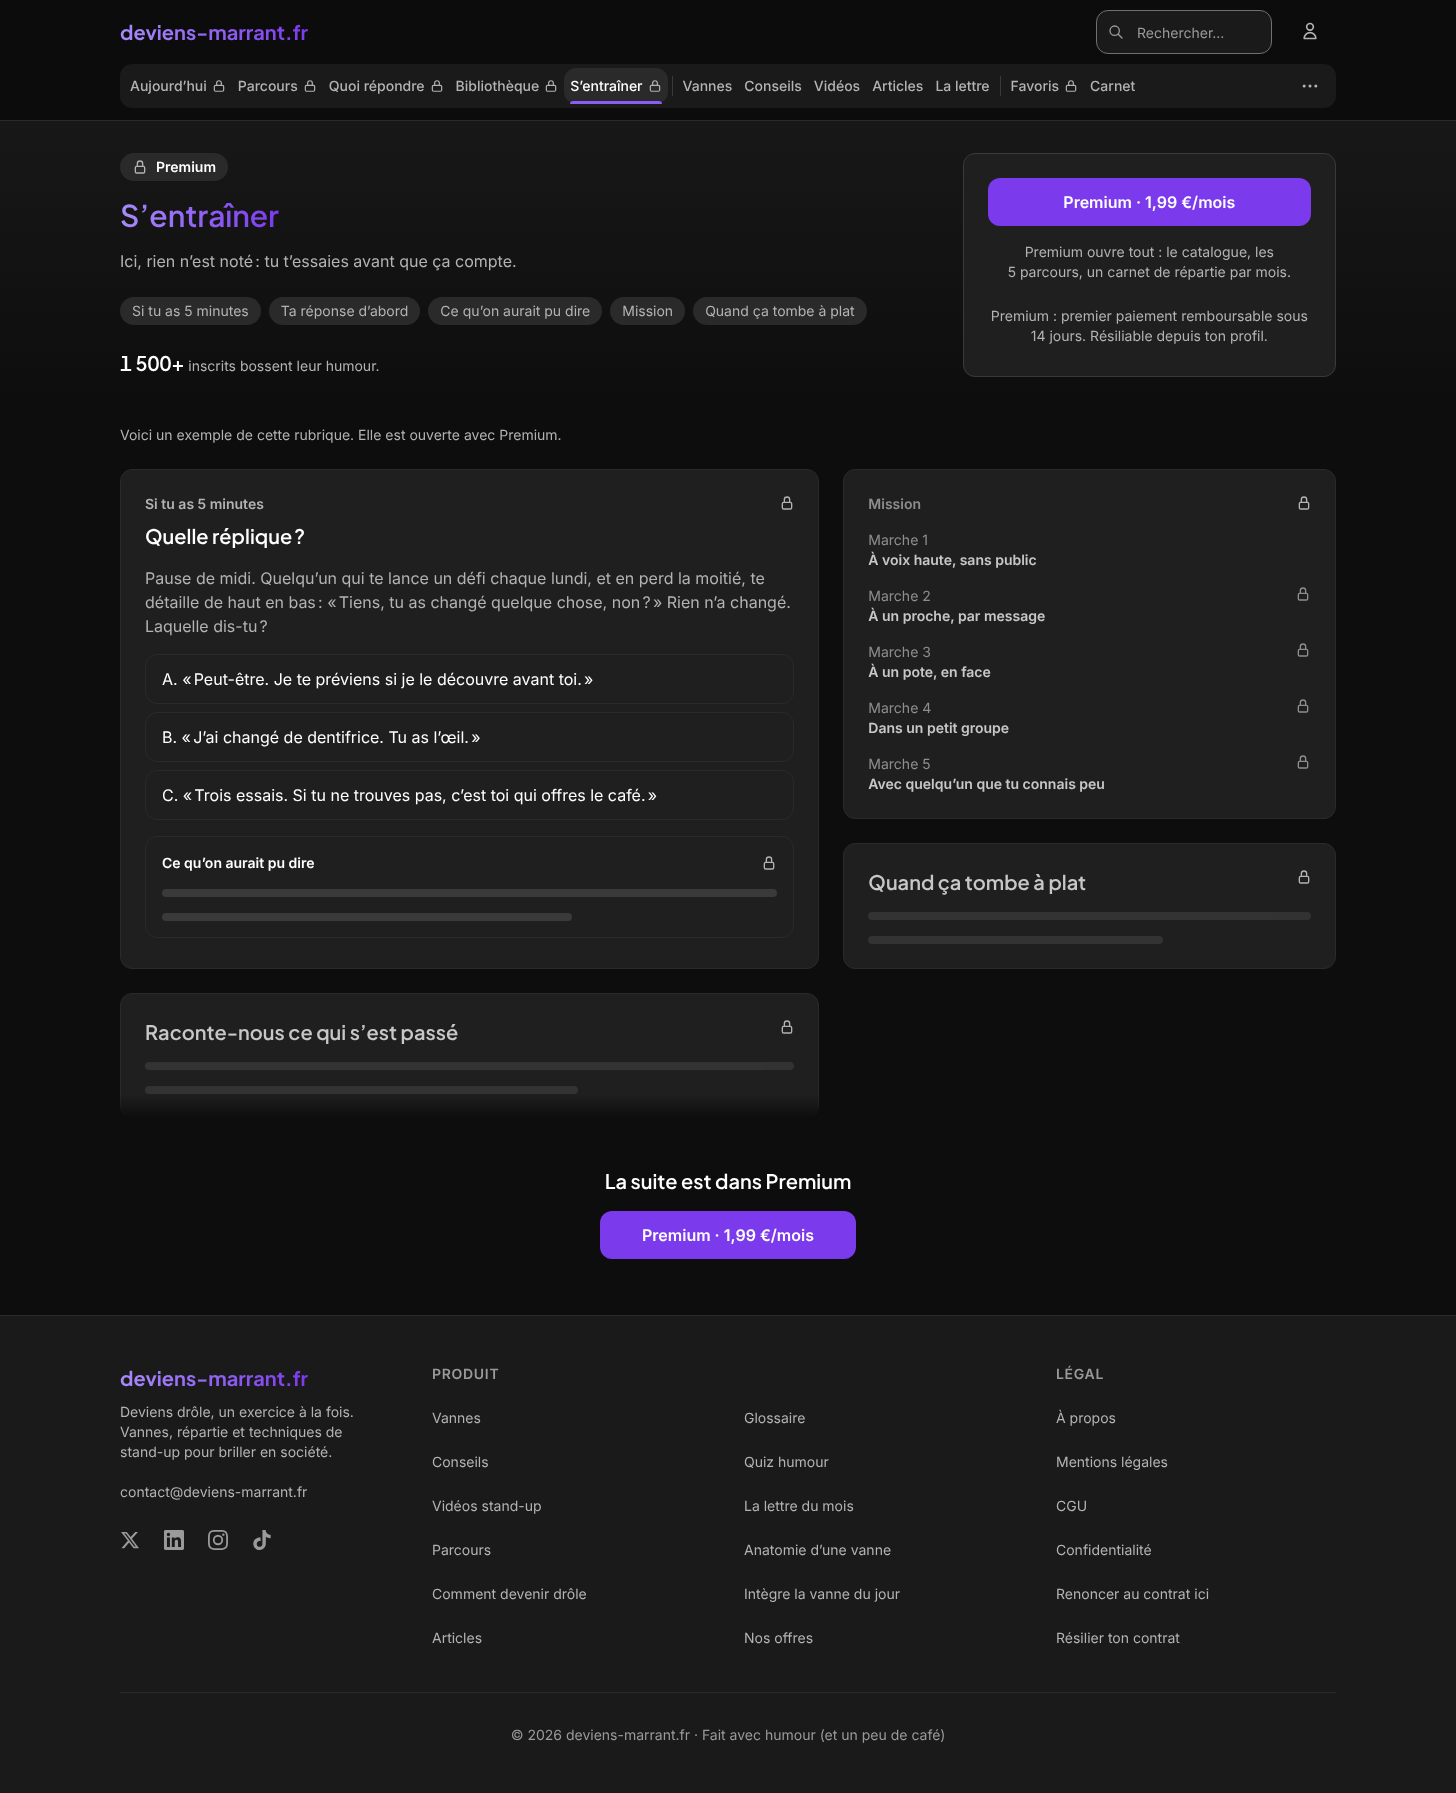 deviens-marrant.fr
Rechercher...
Aujourd’hui
Parcours
Quoi répondre
Bibliothèque
S’entraîner
Vannes
Conseils
Vidéos
Articles
La lettre
Favoris
Carnet
Premium
S’entraîner
Ici, rien n’est noté : tu t’essaies avant que ça compte.
Si tu as 5 minutes
Ta réponse d’abord
Ce qu’on aurait pu dire
Mission
Quand ça tombe à plat
1 500+ inscrits bossent leur humour.
Premium · 1,99 €/mois
Premium ouvre tout : le catalogue, les
5 parcours, un carnet de répartie par mois.
Premium : premier paiement remboursable sous
14 jours. Résiliable depuis ton profil.
Voici un exemple de cette rubrique. Elle est ouverte avec Premium.
Si tu as 5 minutes
Quelle réplique ?
Pause de midi. Quelqu’un qui te lance un défi chaque lundi, et en perd la moitié, te
détaille de haut en bas : « Tiens, tu as changé quelque chose, non ? » Rien n’a changé.
Laquelle dis-tu ?
A. « Peut-être. Je te préviens si je le découvre avant toi. »
B. « J’ai changé de dentifrice. Tu as l’œil. »
C. « Trois essais. Si tu ne trouves pas, c’est toi qui offres le café. »
Ce qu’on aurait pu dire
Mission
Marche 1
À voix haute, sans public
Marche 2
À un proche, par message
Marche 3
À un pote, en face
Marche 4
Dans un petit groupe
Marche 5
Avec quelqu’un que tu connais peu
Quand ça tombe à plat
Raconte-nous ce qui s’est passé
La suite est dans Premium
Premium · 1,99 €/mois
deviens-marrant.fr
Deviens drôle, un exercice à la fois.
Vannes, répartie et techniques de
stand-up pour briller en société.
contact@deviens-marrant.fr
PRODUIT
Vannes
Conseils
Vidéos stand-up
Parcours
Comment devenir drôle
Articles
Glossaire
Quiz humour
La lettre du mois
Anatomie d’une vanne
Intègre la vanne du jour
Nos offres
LÉGAL
À propos
Mentions légales
CGU
Confidentialité
Renoncer au contrat ici
Résilier ton contrat
© 2026 deviens-marrant.fr · Fait avec humour (et un peu de café)